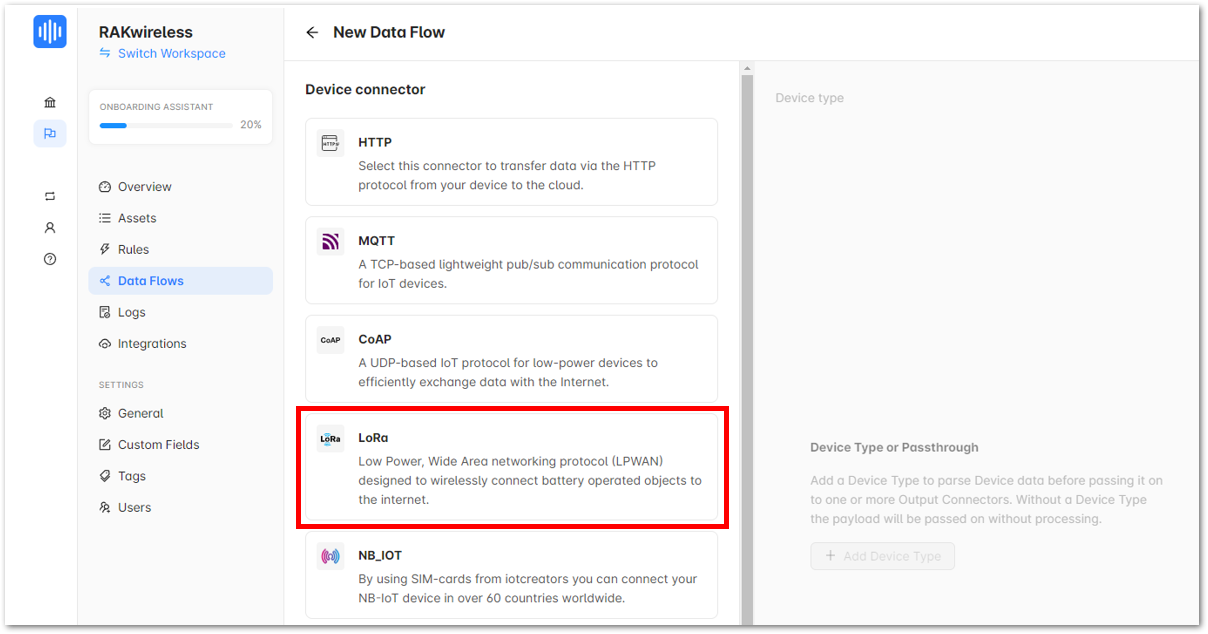 RAKwireless
Switch Workspace
ONBOARDING ASSISTANT
20%
Overview
Assets
Rules
Data Flows
Logs
Integrations
SETTINGS
General
Custom Fields
Tags
Users
New Data Flow
Device connector
HTTP
HTTP
Select this connector to transfer data via the HTTP
protocol from your device to the cloud.
MQTT
A TCP-based lightweight pub/sub communication protocol
for IoT devices.
CoAP
CoAP
A UDP-based IoT protocol for low-power devices to
efficiently exchange data with the Internet.
LoRa
LoRa
Low Power, Wide Area networking protocol (LPWAN)
designed to wirelessly connect battery operated objects to
the internet.
NB_IOT
By using SIM-cards from iotcreators you can connect your
NB-IoT device in over 60 countries worldwide.
Device type
Device Type or Passthrough
Add a Device Type to parse Device data before passing it on
to one or more Output Connectors. Without a Device Type
the payload will be passed on without processing.
+ Add Device Type